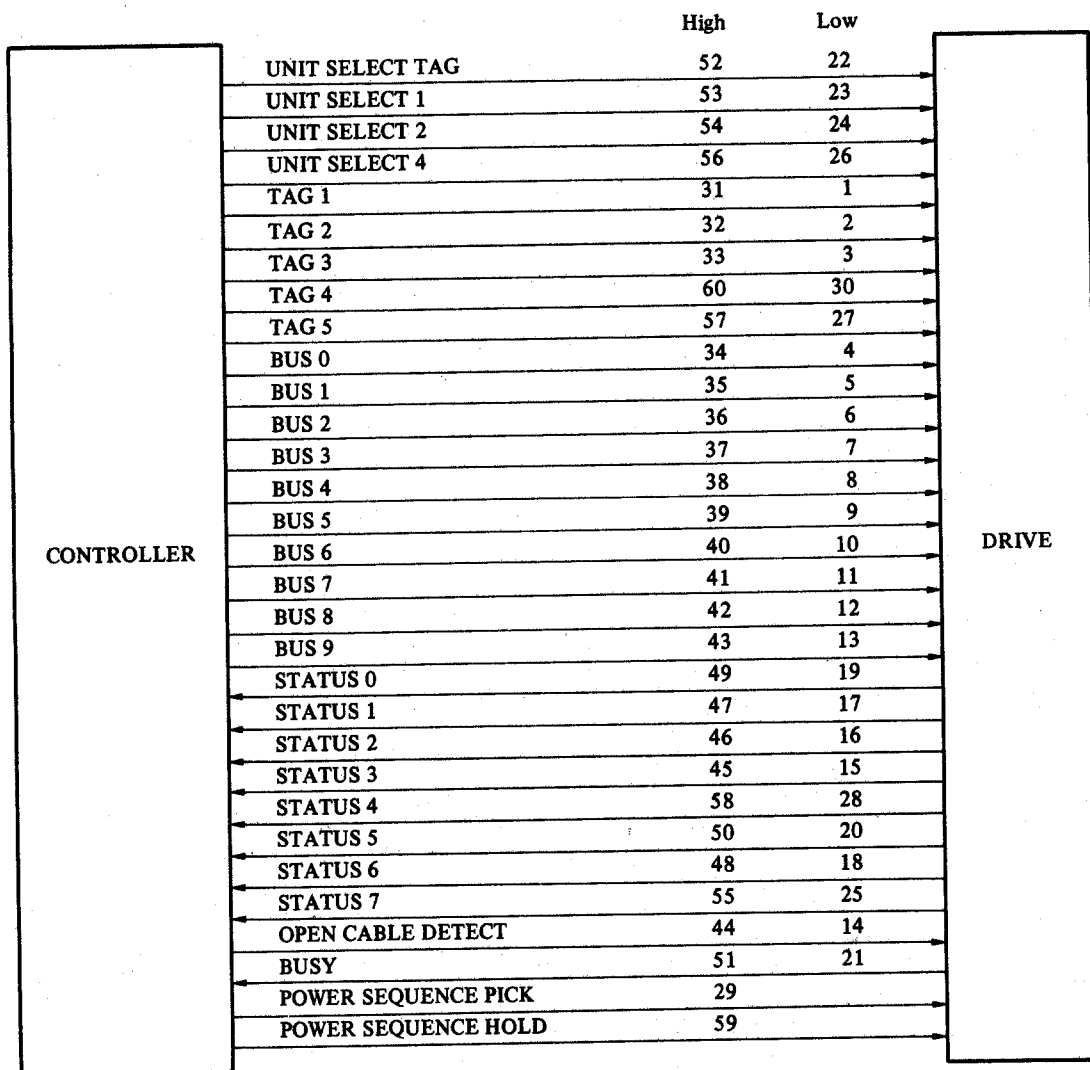 High Low
UNIT SELECT TAG 52 22
UNIT SELECT 1 53 23
UNIT SELECT 2 54 24
UNIT SELECT 4 56 26
TAG 1 31 1
TAG 2 32 2
TAG 3 33 3
TAG 4 60 30
TAG 5 57 27
BUS 0 34 4
BUS 1 35 5
BUS 2 36 6
BUS 3 37 7
BUS 4 38 8
BUS 5 39 9
CONTROLLER BUS 6 40 10 DRIVE
BUS 7 41 11
BUS 8 42 12
BUS 9 43 13
STATUS 0 49 19
STATUS 1 47 17
STATUS 2 46 16
STATUS 3 45 15
STATUS 4 58 28
STATUS 5 50 20
STATUS 6 48 18
STATUS 7 55 25
OPEN CABLE DETECT 44 14
BUSY 51 21
POWER SEQUENCE PICK 29
POWER SEQUENCE HOLD 59